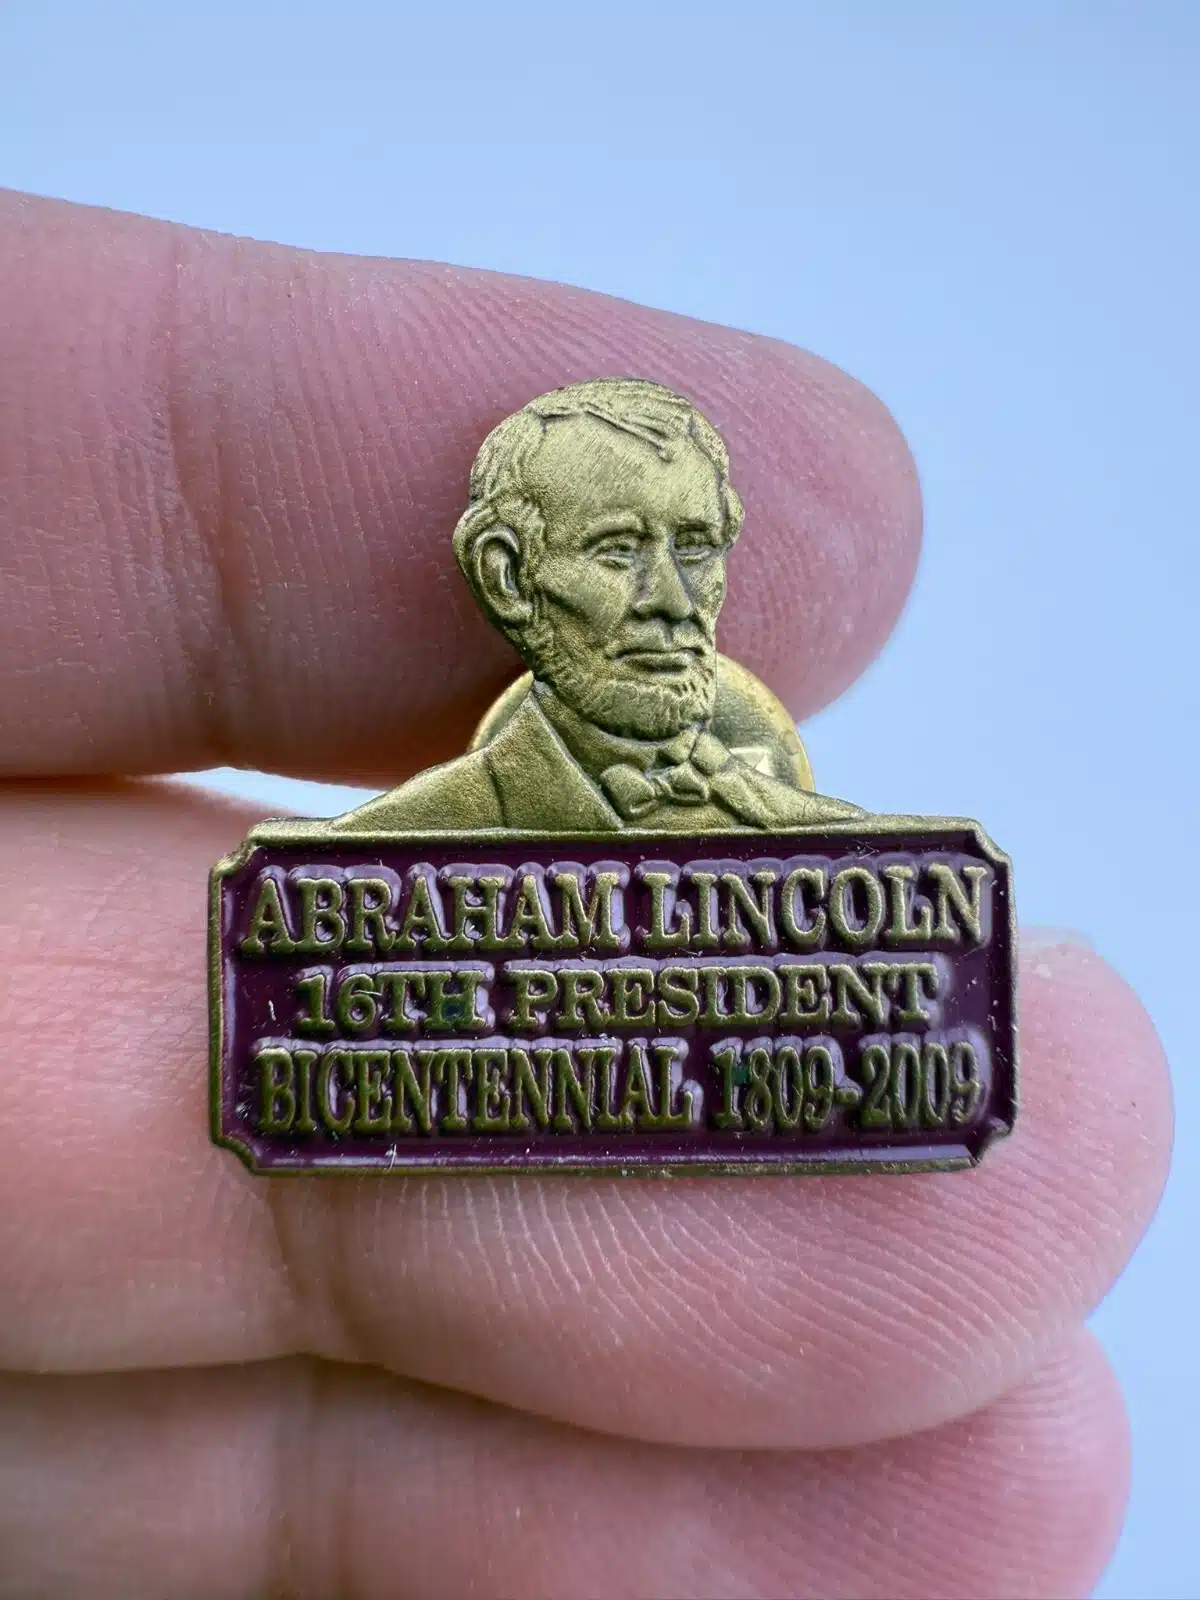 ABRAHAM LINCOLN
16TH PRESIDENT
BICENTENNIAL 1809-2009